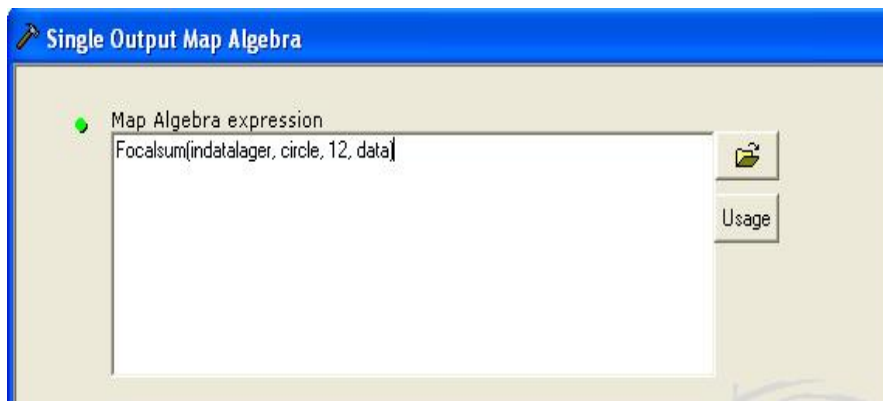 Single Output Map Algebra
Map Algebra expression
Focalsum(indatalager, circle, 12, data)
Usage